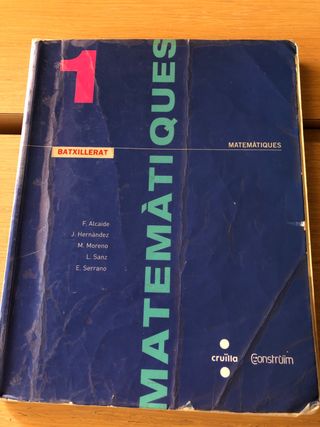 1
BATXILLERAT
MATEMÀTIQUES
MATEMÀTIQUES
F. Alcaide
J. Hernández
M. Moreno
L. Sanz
E. Serrano
cruïlla
Construïm